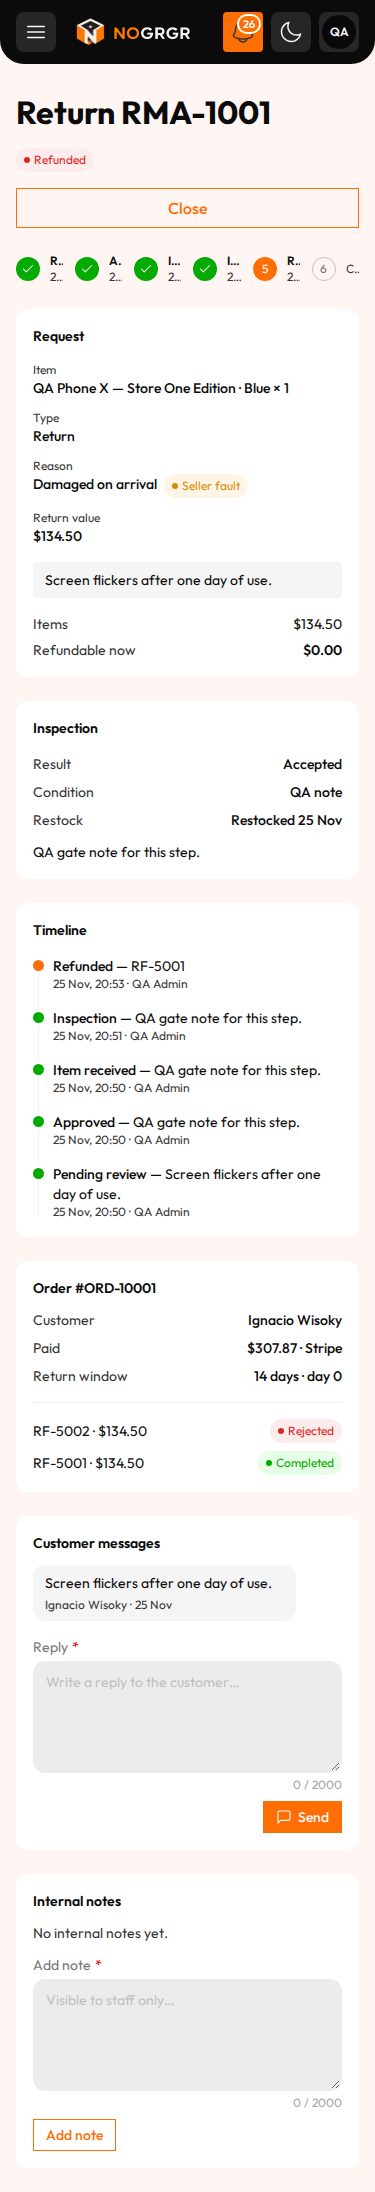 NOGRGR
26
QA
Return RMA-1001
Refunded
Close
R…
2…
A…
2…
I…
2…
I…
2…
5
R…
2…
6
C…
Request
Item
QA Phone X — Store One Edition · Blue × 1
Type
Return
Reason
Damaged on arrival Seller fault
Return value
$134.50
Screen flickers after one day of use.
Items $134.50
Refundable now $0.00
Inspection
Result Accepted
Condition QA note
Restock Restocked 25 Nov
QA gate note for this step.
Timeline
Refunded — RF-5001
25 Nov, 20:53 · QA Admin
Inspection — QA gate note for this step.
25 Nov, 20:51 · QA Admin
Item received — QA gate note for this step.
25 Nov, 20:50 · QA Admin
Approved — QA gate note for this step.
25 Nov, 20:50 · QA Admin
Pending review — Screen flickers after one
day of use.
25 Nov, 20:50 · QA Admin
Order #ORD-10001
Customer Ignacio Wisoky
Paid $307.87 · Stripe
Return window 14 days · day 0
RF-5002 · $134.50 Rejected
RF-5001 · $134.50 Completed
Customer messages
Screen flickers after one day of use.
Ignacio Wisoky · 25 Nov
Reply *
Write a reply to the customer…
0 / 2000
Send
Internal notes
No internal notes yet.
Add note *
Visible to staff only…
0 / 2000
Add note